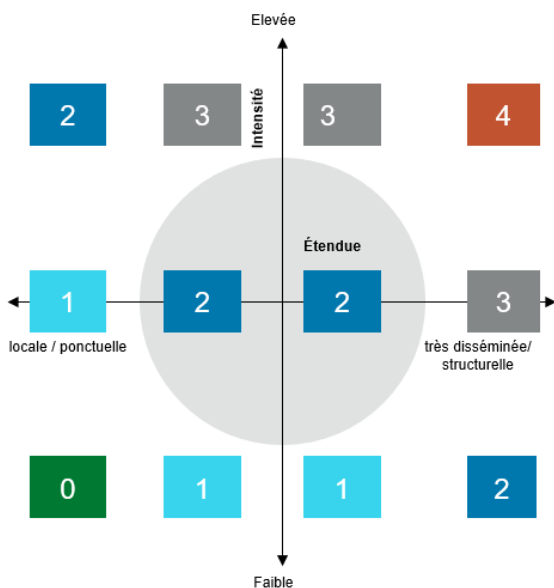 Elevée
Intensité
2
3
3
4
Étendue
1
2
2
3
locale / ponctuelle
très disséminée/
structurelle
0
1
1
2
Faible